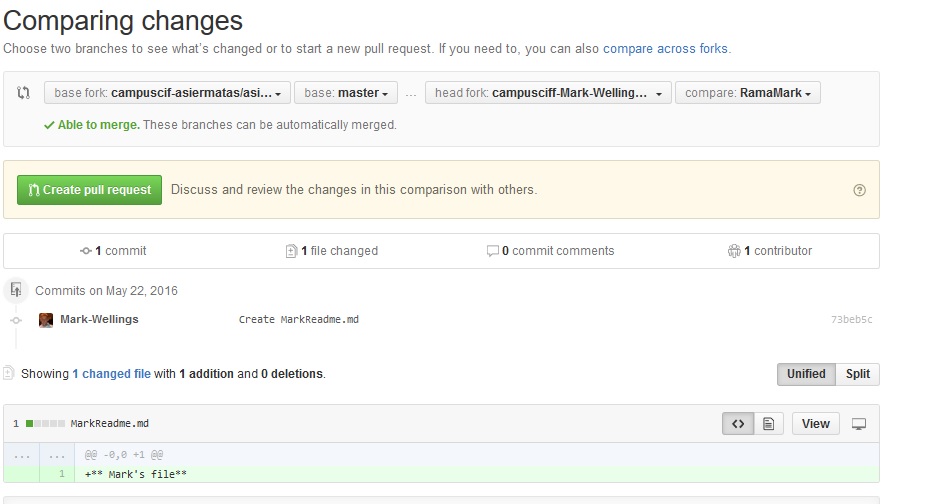 Comparing changes
Choose two branches to see what's changed or to start a new pull request. If you need to, you can also compare across forks.
base fork: campuscif-asiermatas/asi... base: master ... head fork: campusciff-Mark-Welling... compare: RamaMark
Able to merge. These branches can be automatically merged.
Create pull request Discuss and review the changes in this comparison with others.
1 commit 1 file changed 0 commit comments 1 contributor
Commits on May 22, 2016
Mark-Wellings Create MarkReadme.md 73beb5c
Showing 1 changed file with 1 addition and 0 deletions. Unified Split
1 MarkReadme.md <> View
... ... @@ -0,0 +1 @@
1 +** Mark's file**